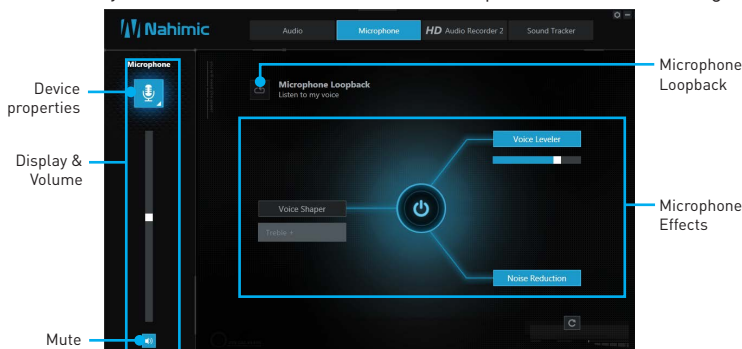 Nahimic
Audio
Microphone
HD Audio Recorder 2
Sound Tracker
Microphone
Microphone Loopback
Listen to my voice
Microphone
Loopback
Device
properties
Display &
Volume
Voice Leveler
Voice Shaper
Treble +
Microphone
Effects
Noise Reduction
Mute